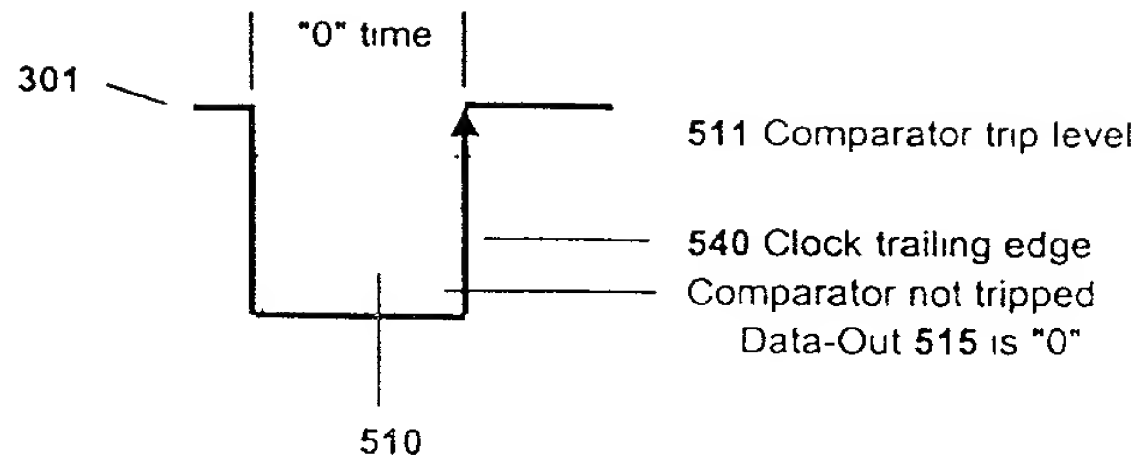 "0" time
301
511 Comparator trip level
540 Clock trailing edge
Comparator not tripped
Data-Out 515 is "0"
510